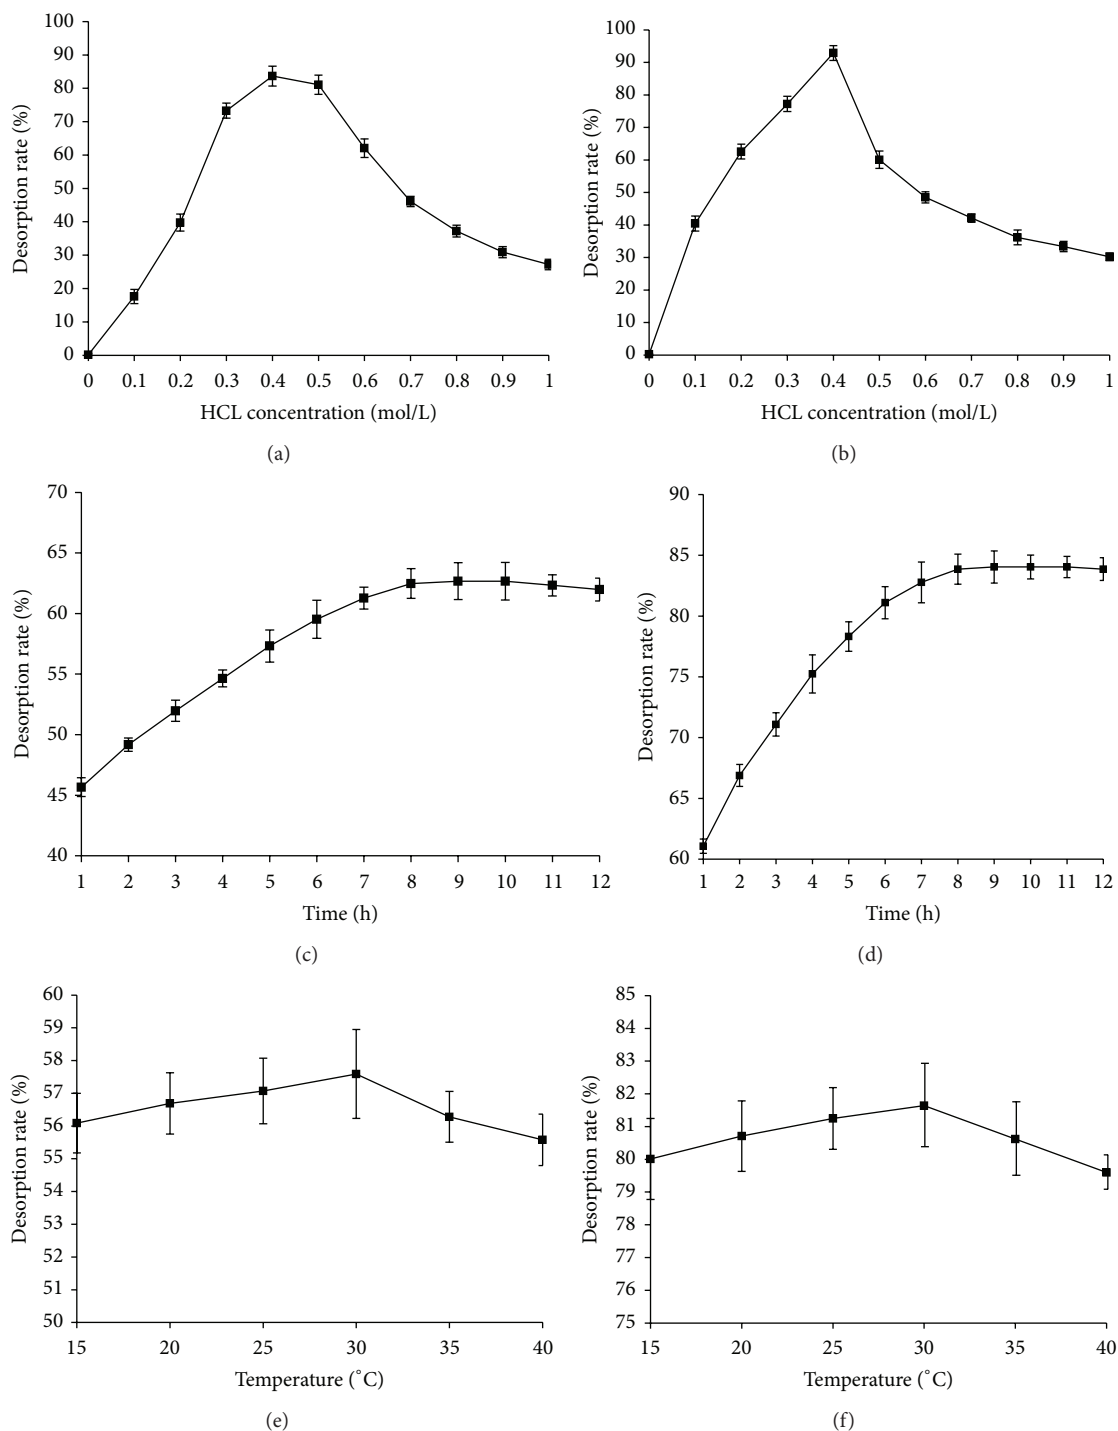 100
90
80
70
60
50
40
30
20
10
0
Desorption rate (%)
0 0.1 0.2 0.3 0.4 0.5 0.6 0.7 0.8 0.9 1
HCL concentration (mol/L)
(a)
100
90
80
70
60
50
40
30
20
10
0
Desorption rate (%)
0 0.1 0.2 0.3 0.4 0.5 0.6 0.7 0.8 0.9 1
HCL concentration (mol/L)
(b)
70
65
60
55
50
45
40
Desorption rate (%)
1 2 3 4 5 6 7 8 9 10 11 12
Time (h)
(c)
90
85
80
75
70
65
60
Desorption rate (%)
1 2 3 4 5 6 7 8 9 10 11 12
Time (h)
(d)
60
59
58
57
56
55
54
53
52
51
50
Desorption rate (%)
15 20 25 30 35 40
Temperature (°C)
(e)
85
84
83
82
81
80
79
78
77
76
75
Desorption rate (%)
15 20 25 30 35 40
Temperature (°C)
(f)